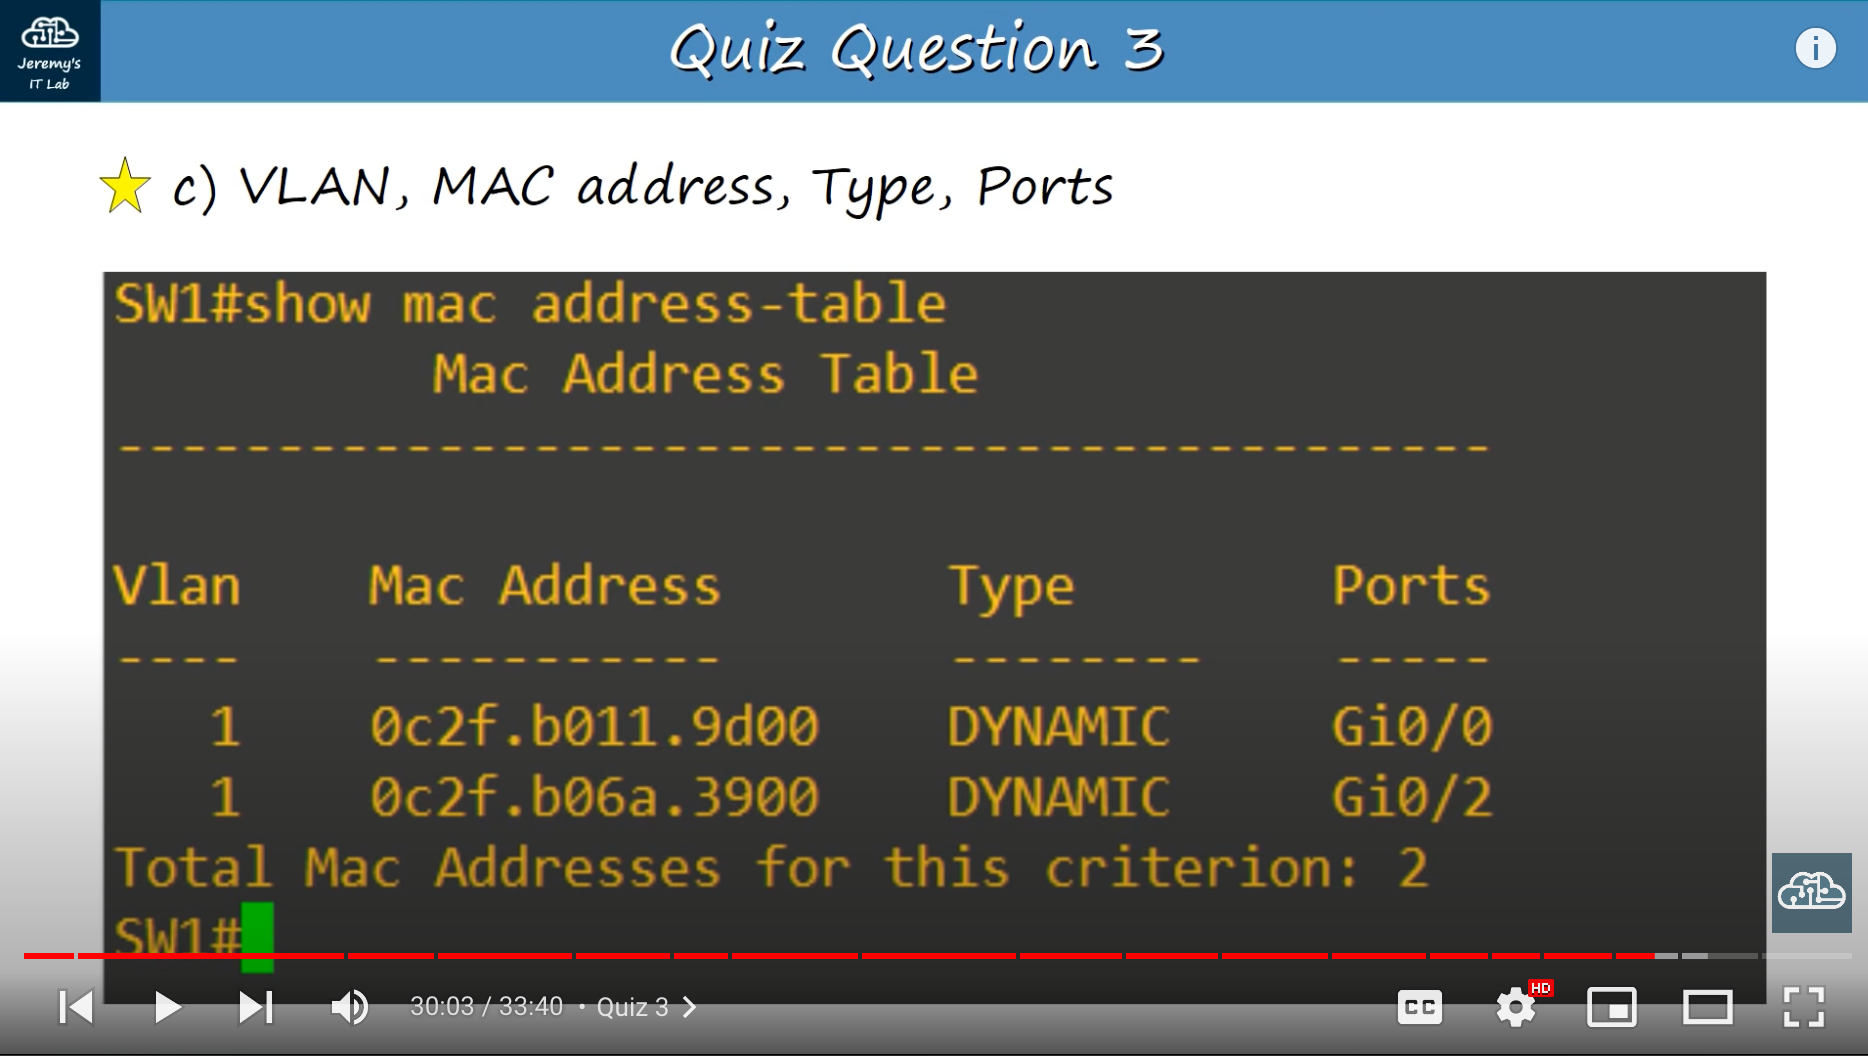 Jeremy's
IT Lab
Quiz Question 3
c) VLAN, MAC address, Type, Ports
SW1#show mac address-table
Mac Address Table
-------------------------------------------
Vlan    Mac Address       Type        Ports
----    -----------       --------    -----
1    0c2f.b011.9d00    DYNAMIC     Gi0/0
1    0c2f.b06a.3900    DYNAMIC     Gi0/2
Total Mac Addresses for this criterion: 2
SW1#
30:03 / 33:40 • Quiz 3
CC
HD